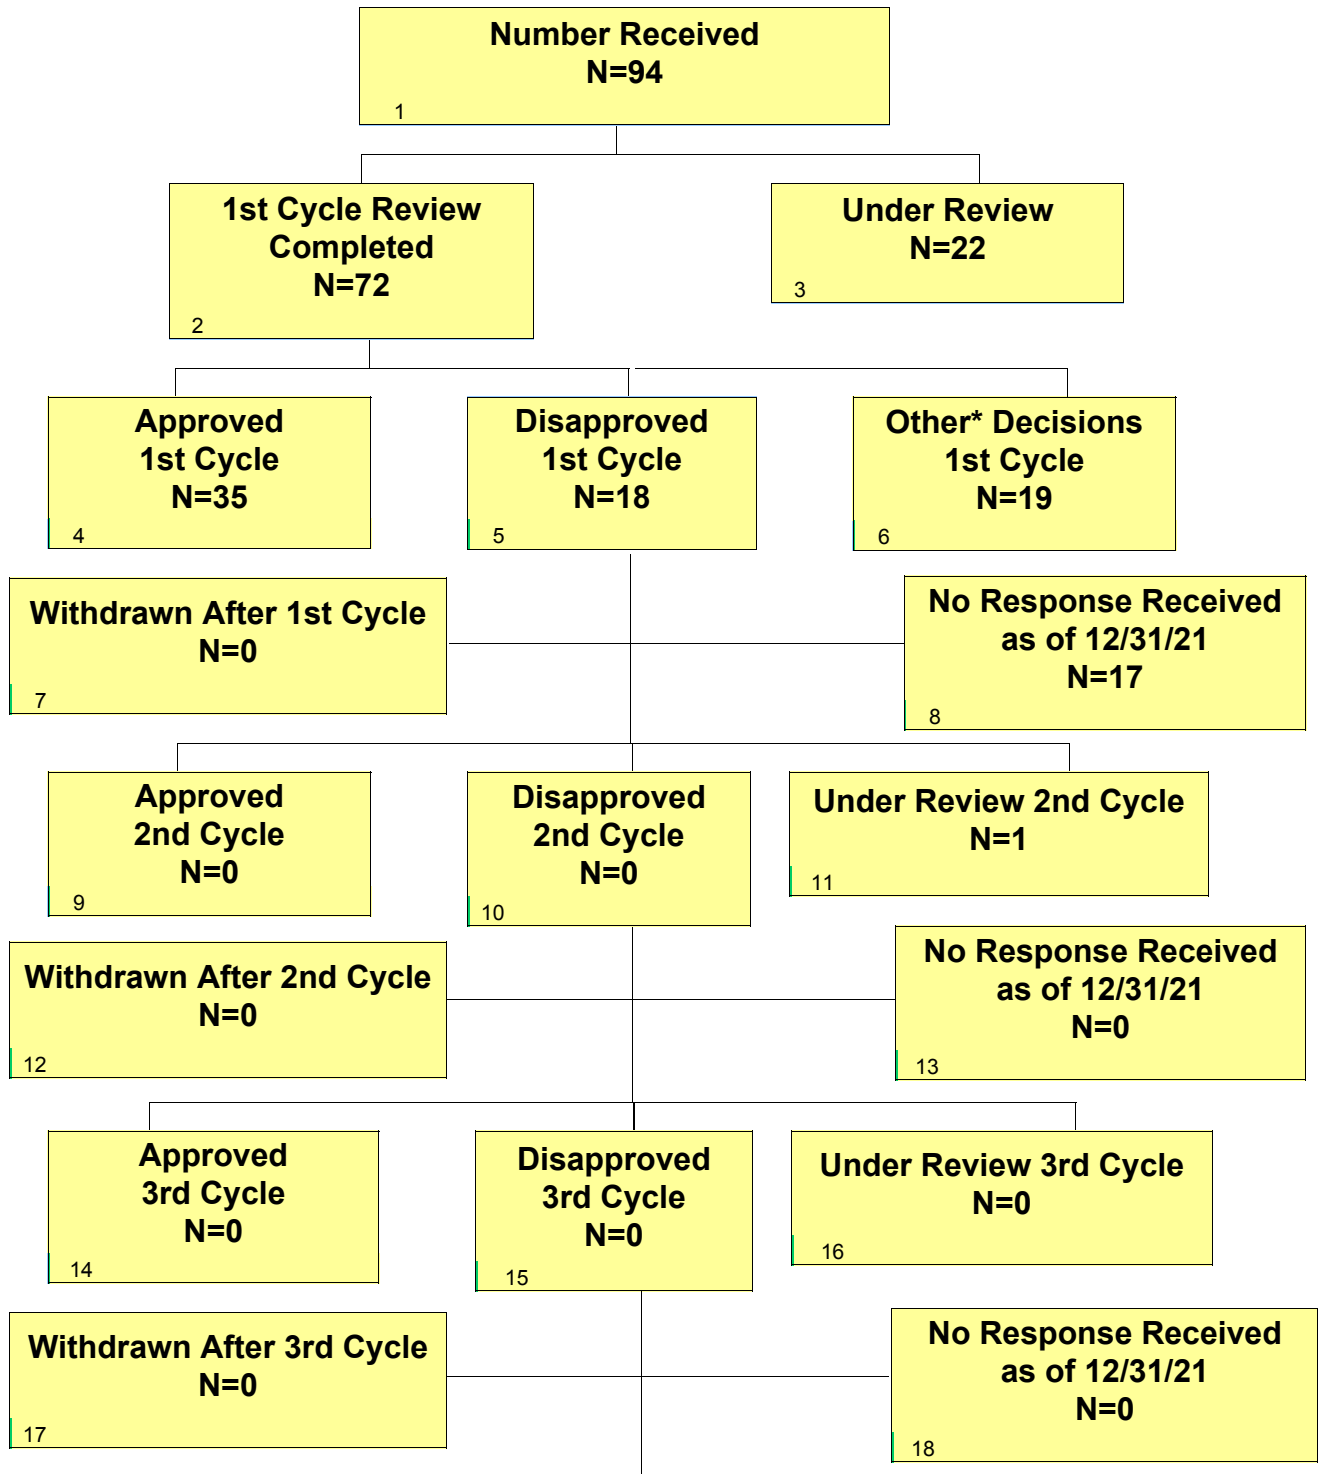 Number Received
N=94
1
1st Cycle Review
Completed
N=72
2
Under Review
N=22
3
Approved
1st Cycle
N=35
4
Disapproved
1st Cycle
N=18
5
Other* Decisions
1st Cycle
N=19
6
Withdrawn After 1st Cycle
N=0
7
No Response Received
as of 12/31/21
N=17
8
Approved
2nd Cycle
N=0
9
Disapproved
2nd Cycle
N=0
10
Under Review 2nd Cycle
N=1
11
Withdrawn After 2nd Cycle
N=0
12
No Response Received
as of 12/31/21
N=0
13
Approved
3rd Cycle
N=0
14
Disapproved
3rd Cycle
N=0
15
Under Review 3rd Cycle
N=0
16
Withdrawn After 3rd Cycle
N=0
17
No Response Received
as of 12/31/21
N=0
18